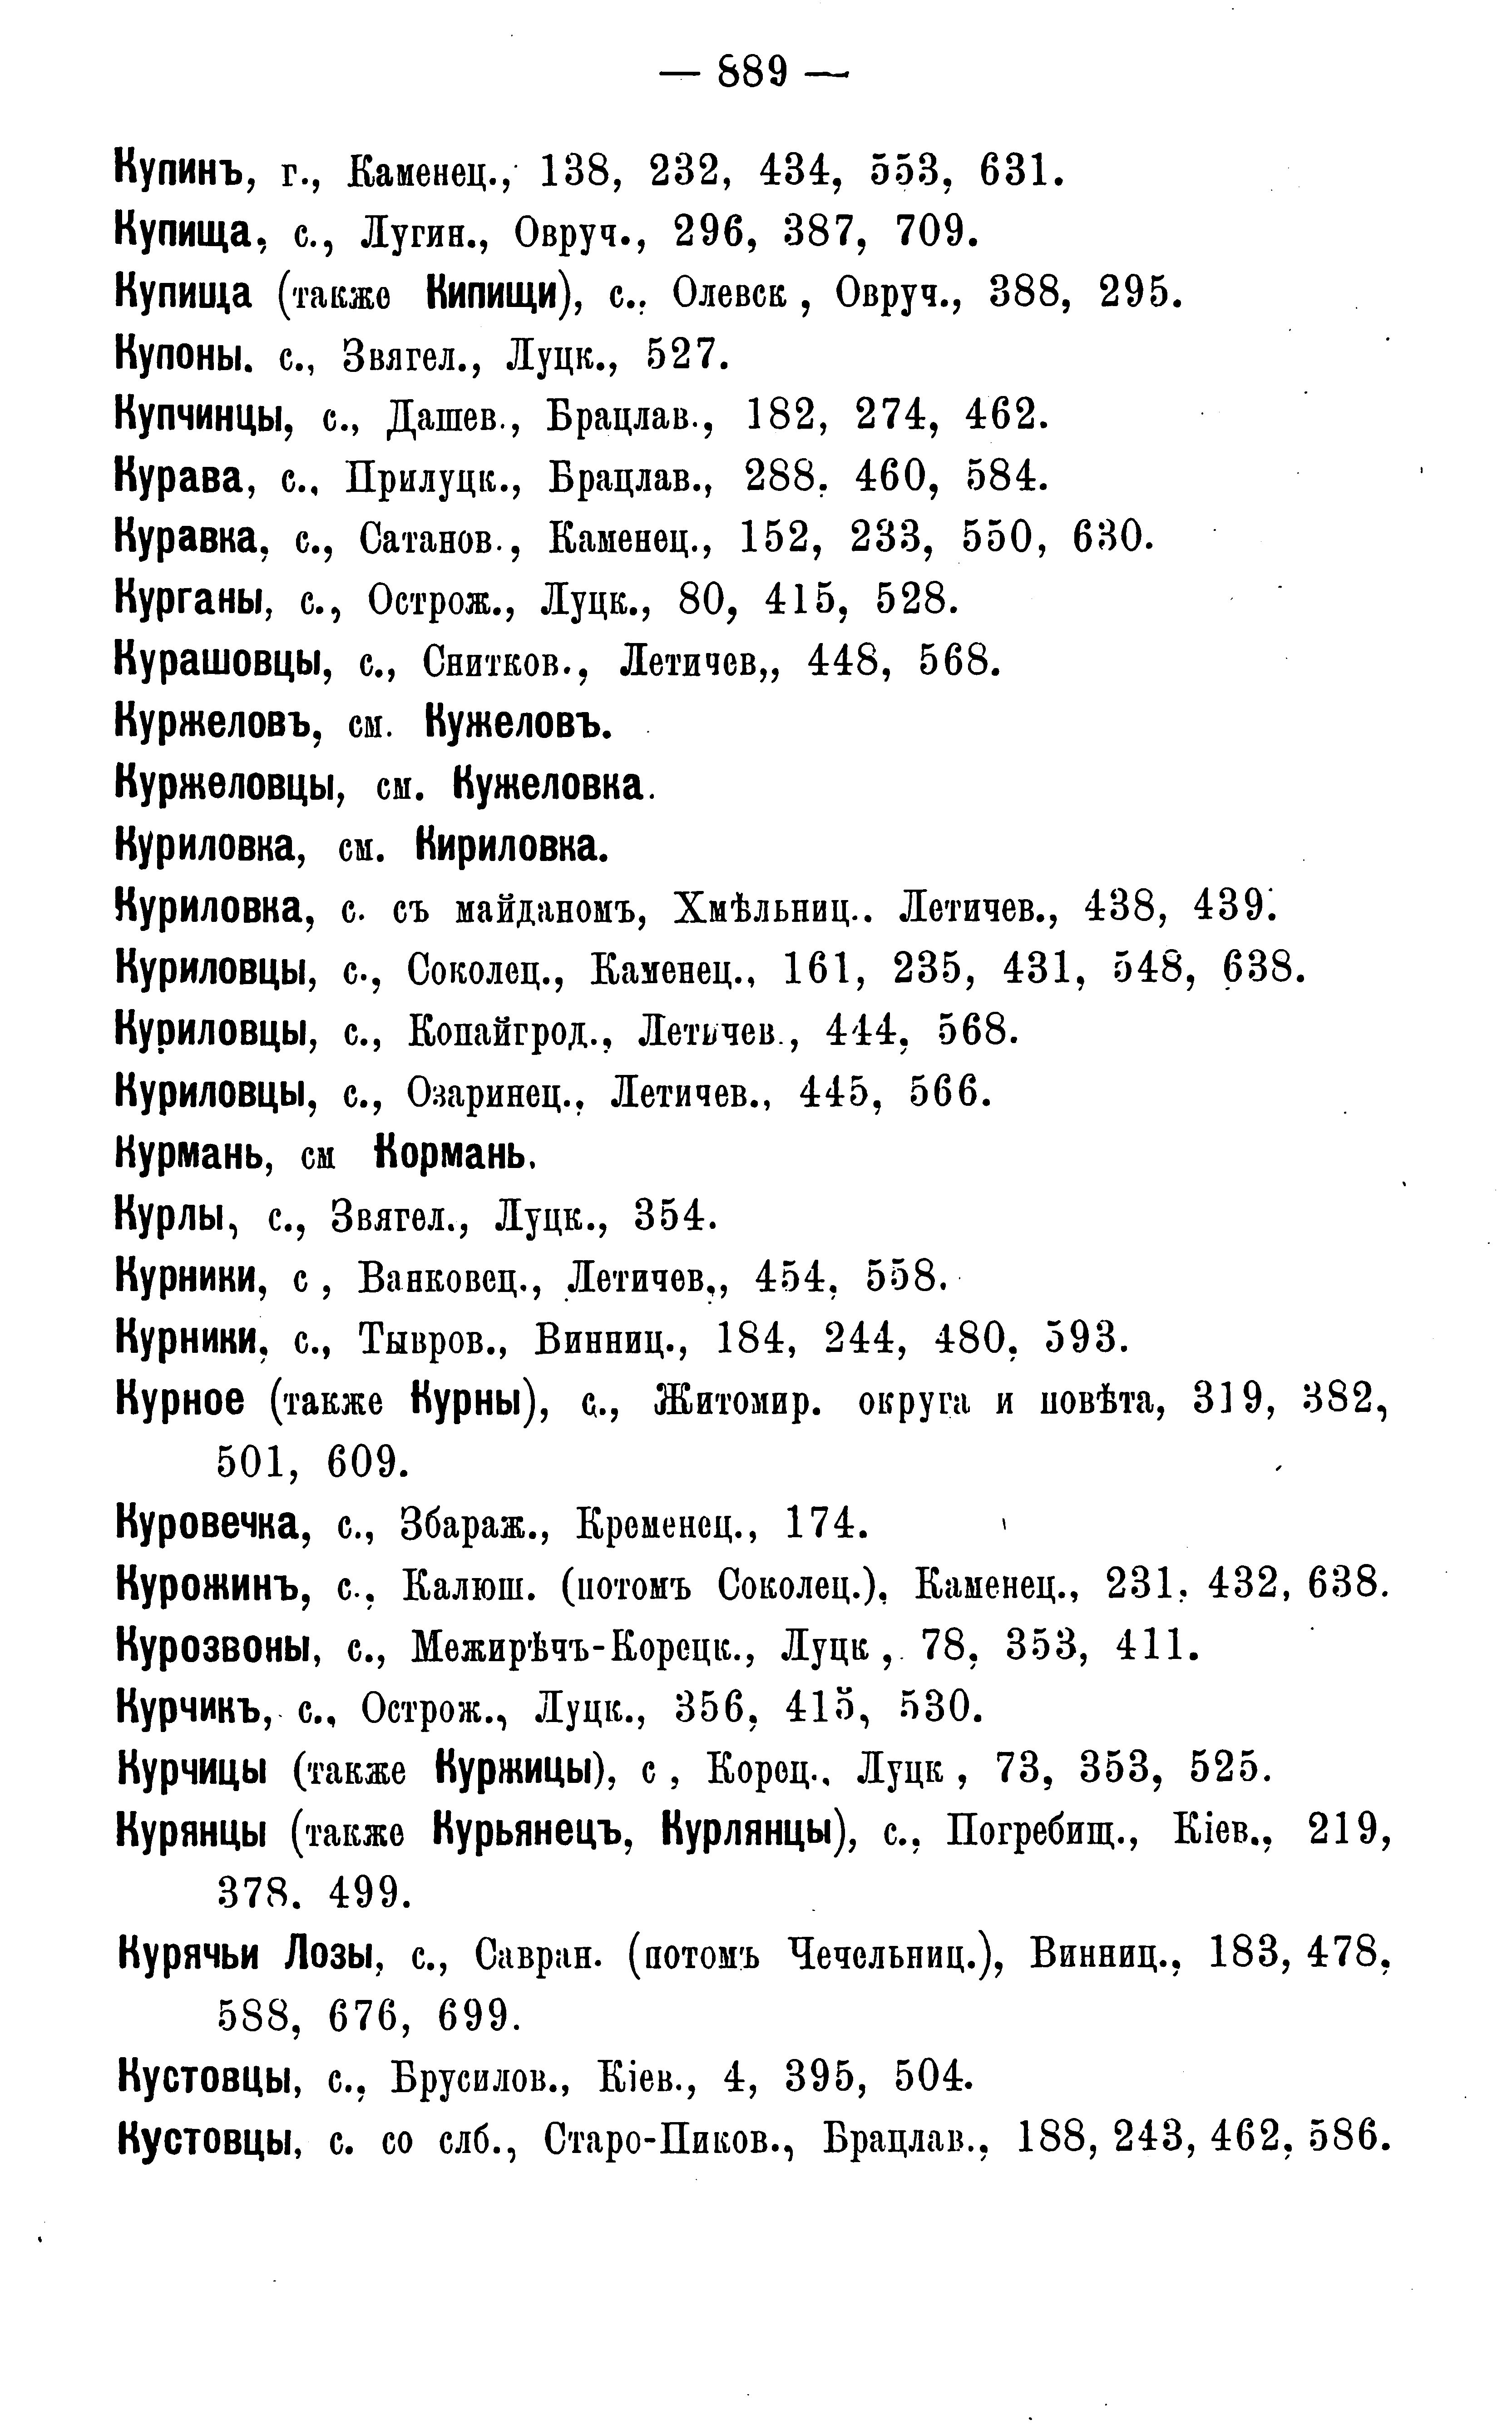 — 889 —
Купинъ, г., Каменец., 138, 232, 434, 553, 631.
Купища, с., Лугин., Овруч., 296, 387, 709.
Купища (также Кипищи), с., Олевск , Овруч., 388, 295.
Купоны. с., Звягел., Луцк., 527.
Купчинцы, с., Дашев., Брацлав., 182, 274, 462.
Курава, с., Прилуцк., Брацлав., 288. 460, 584.
Куравка, с., Сатанов., Каменец., 152, 233, 550, 630.
Курганы, с., Острож., Луцк., 80, 415, 528.
Курашовцы, с., Снитков., Летичев,, 448, 568.
Куржеловъ, см. Кужеловъ.
Куржеловцы, см. Кужеловка.
Куриловка, см. Кириловка.
Куриловка, с. съ майданомъ, Хмѣльниц.. Летичев., 438, 439.
Куриловцы, с., Соколец., Каменец., 161, 235, 431, 548, 638.
Куриловцы, с., Копайгрод., Летичев., 444, 568.
Куриловцы, с., Озаринец., Летичев., 445, 566.
Курмань, см Кормань.
Курлы, с., Звягел., Луцк., 354.
Курники, с , Ванковец., Летичев,, 454, 558.
Курники, с., Тывров., Винниц., 184, 244, 480, 593.
Курное (также Курны), с., Житомир. округа и повѣта, 319, 382,
501, 609.
Куровечка, с., Збараж., Кременец., 174.
Курожинъ, с., Калюш. (потомъ Соколец.), Каменец., 231, 432, 638.
Курозвоны, с., Межирѣчъ-Корецк., Луцк , 78, 353, 411.
Курчикъ, с., Острож., Луцк., 356, 415, 530.
Курчицы (также Куржицы), с , Корец., Луцк , 73, 353, 525.
Курянцы (также Курьянецъ, Курлянцы), с., Погребищ., Кіев., 219,
378. 499.
Курячьи Лозы, с., Савран. (потомъ Чечельниц.), Винниц., 183, 478,
588, 676, 699.
Кустовцы, с., Брусилов., Кіев., 4, 395, 504.
Кустовцы, с. со слб., Старо-Пиков., Брацлав., 188, 243, 462, 586.